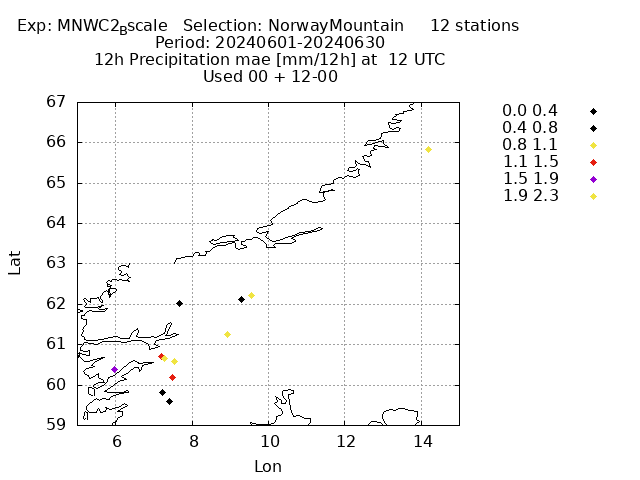 Exp: MNWC2_Bscale   Selection: NorwayMountain     12 stations
Period: 20240601-20240630
12h Precipitation mae [mm/12h] at  12 UTC
Used 00 + 12-00
67
66
65
64
63
62
61
60
59
Lat
6 8 10 12 14
Lon
0.0 0.4
0.4 0.8
0.8 1.1
1.1 1.5
1.5 1.9
1.9 2.3